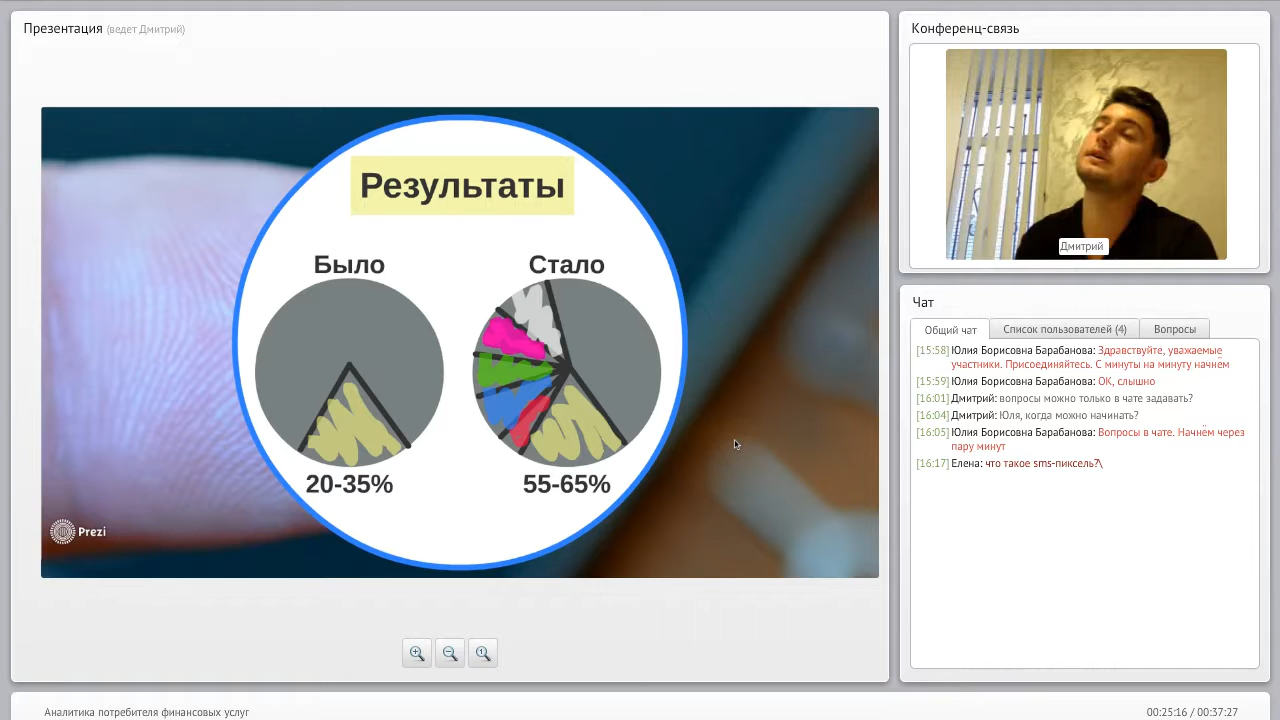 Презентация (ведет Дмитрий)
Результаты
Было
Стало
20-35%
55-65%
Prezi
Конференц-связь
Дмитрий
Чат
Общий чат
Список пользователей (4)
Вопросы
[15:58] Юлия Борисовна Барабанова: Здравствуйте, уважаемые
участники. Присоединяйтесь. С минуты на минуту начнём
[15:59] Юлия Борисовна Барабанова: ОК, слышно
[16:01] Дмитрий: вопросы можно только в чате задавать?
[16:04] Дмитрий: Юля, когда можно начинать?
[16:05] Юлия Борисовна Барабанова: Вопросы в чате. Начнём через
пару минут
[16:17] Елена: что такое sms-пиксель?\
Аналитика потребителя финансовых услуг
00:25:16 / 00:37:27